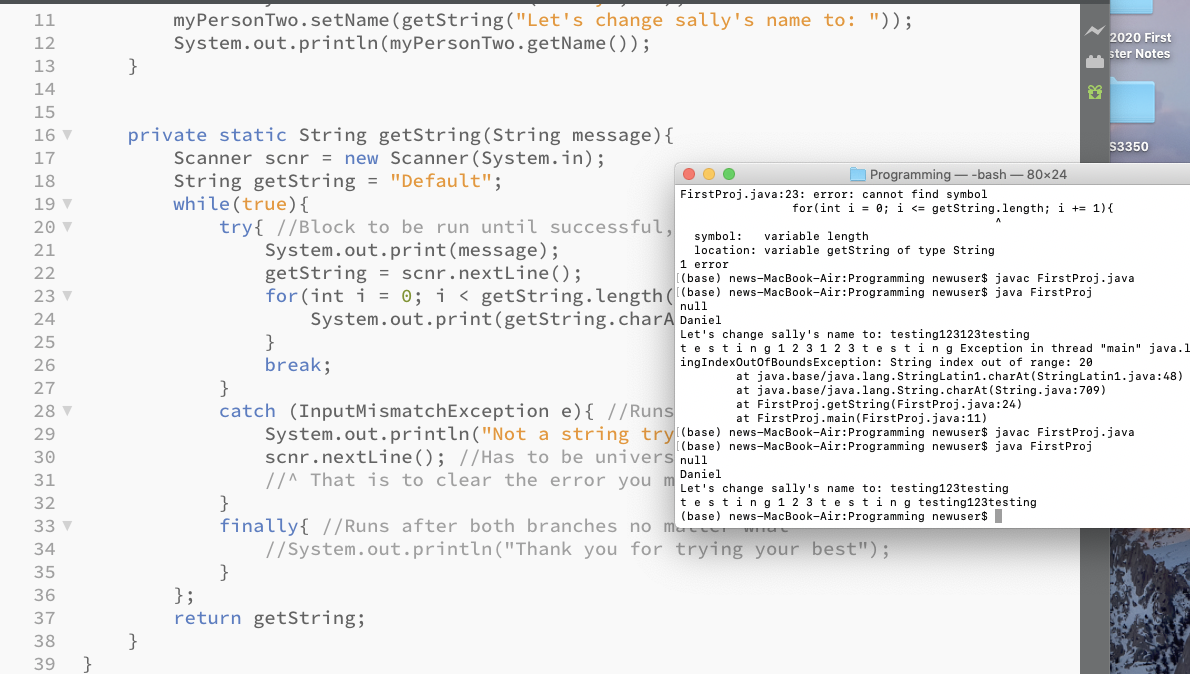 11 myPersonTwo.setName(getString("Let's change sally's name to: "));
12 System.out.println(myPersonTwo.getName());
13 }
14
15
16 private static String getString(String message){
17 Scanner scnr = new Scanner(System.in);
18 String getString = "Default";
19 while(true){
20 try{ //Block to be run until successful,
21 System.out.print(message);
22 getString = scnr.nextLine();
23 for(int i = 0; i < getString.length(
24 System.out.print(getString.charA
25 }
26 break;
27 }
28 catch (InputMismatchException e){ //Runs
29 System.out.println("Not a string try
30 scnr.nextLine(); //Has to be univers
31 //^ That is to clear the error you m
32 }
33 finally{ //Runs after both branches no matter what
34 //System.out.println("Thank you for trying your best");
35 }
36 };
37 return getString;
38 }
39 }
Programming — -bash — 80×24
FirstProj.java:23: error: cannot find symbol
for(int i = 0; i <= getString.length; i += 1){
^
symbol: variable length
location: variable getString of type String
1 error
[(base) news-MacBook-Air:Programming newuser$ javac FirstProj.java
[(base) news-MacBook-Air:Programming newuser$ java FirstProj
null
Daniel
Let's change sally's name to: testing123123testing
t e s t i n g 1 2 3 1 2 3 t e s t i n g Exception in thread "main" java.l
ingIndexOutOfBoundsException: String index out of range: 20
at java.base/java.lang.StringLatin1.charAt(StringLatin1.java:48)
at java.base/java.lang.String.charAt(String.java:709)
at FirstProj.getString(FirstProj.java:24)
at FirstProj.main(FirstProj.java:11)
[(base) news-MacBook-Air:Programming newuser$ javac FirstProj.java
[(base) news-MacBook-Air:Programming newuser$ java FirstProj
null
Daniel
Let's change sally's name to: testing123testing
t e s t i n g 1 2 3 t e s t i n g testing123testing
(base) news-MacBook-Air:Programming newuser$
2020 First
ster Notes
S3350